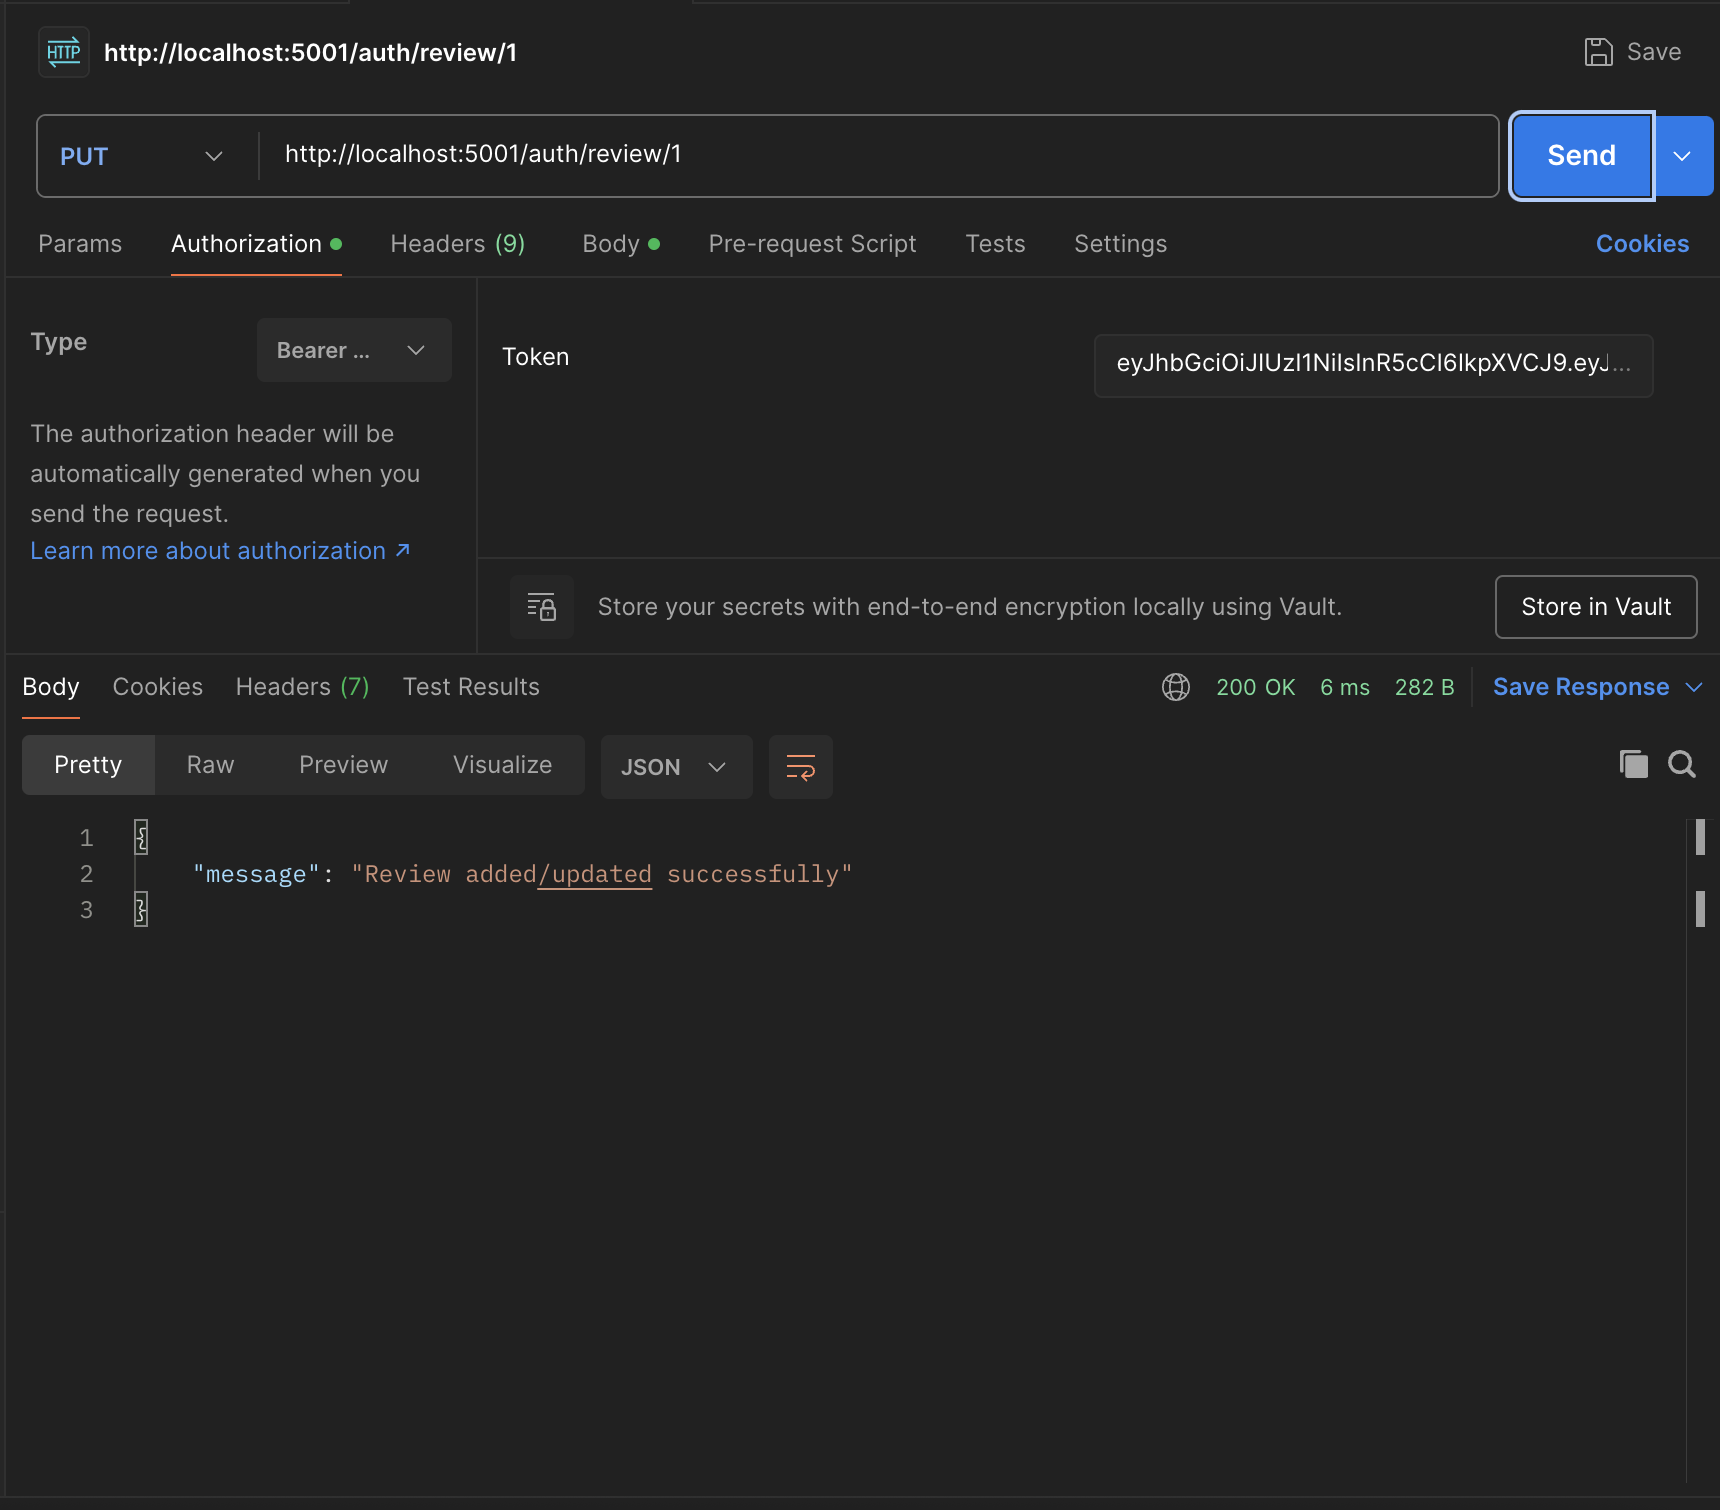 HTTP http://localhost:5001/auth/review/1 Save
PUT http://localhost:5001/auth/review/1 Send
Params Authorization Headers (9) Body Pre-request Script Tests Settings Cookies
Type Bearer ... Token eyJhbGciOiJIUzI1NiIsInR5cCI6IkpXVCJ9.eyJ...
The authorization header will be
automatically generated when you
send the request.
Learn more about authorization ↗
Store your secrets with end-to-end encryption locally using Vault. Store in Vault
Body Cookies Headers (7) Test Results 200 OK 6 ms 282 B Save Response
Pretty Raw Preview Visualize JSON
1 {
2 "message": "Review added/updated successfully"
3 }